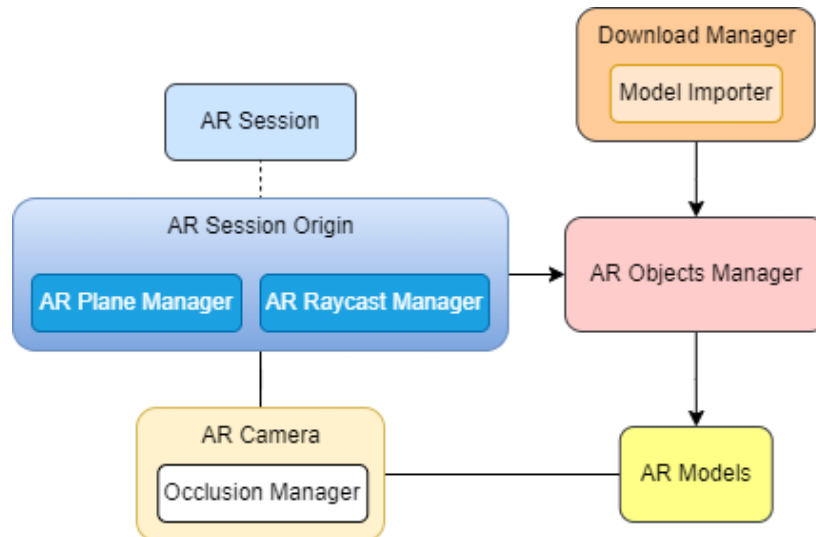 Download Manager
Model Importer
AR Session
AR Session Origin
AR Plane Manager
AR Raycast Manager
AR Objects Manager
AR Camera
Occlusion Manager
AR Models